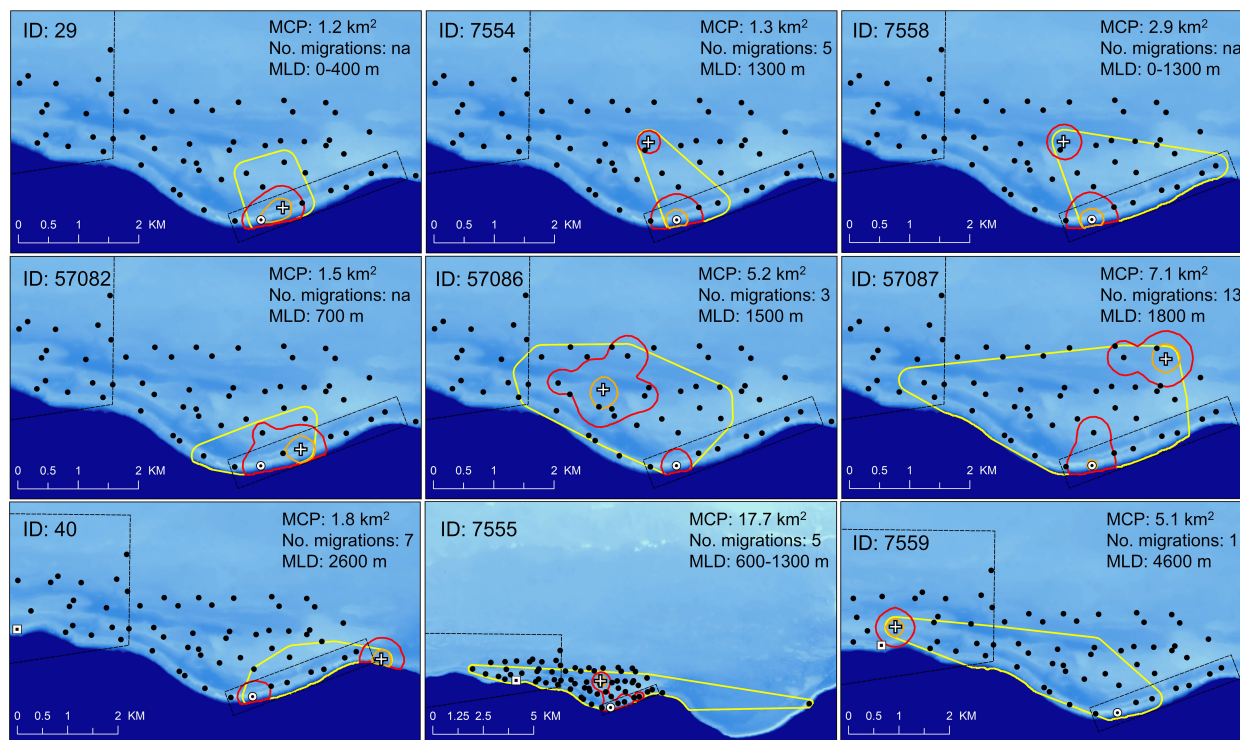 ID: 29
MCP: 1.2 km²
No. migrations: na
MLD: 0-400 m
0 0.5 1 2 KM
ID: 7554
MCP: 1.3 km²
No. migrations: 5
MLD: 1300 m
0 0.5 1 2 KM
ID: 7558
MCP: 2.9 km²
No. migrations: na
MLD: 0-1300 m
0 0.5 1 2 KM
ID: 57082
MCP: 1.5 km²
No. migrations: na
MLD: 700 m
0 0.5 1 2 KM
ID: 57086
MCP: 5.2 km²
No. migrations: 3
MLD: 1500 m
0 0.5 1 2 KM
ID: 57087
MCP: 7.1 km²
No. migrations: 13
MLD: 1800 m
0 0.5 1 2 KM
ID: 40
MCP: 1.8 km²
No. migrations: 7
MLD: 2600 m
0 0.5 1 2 KM
ID: 7555
MCP: 17.7 km²
No. migrations: 5
MLD: 600-1300 m
0 1.25 2.5 5 KM
ID: 7559
MCP: 5.1 km²
No. migrations: 1
MLD: 4600 m
0 0.5 1 2 KM